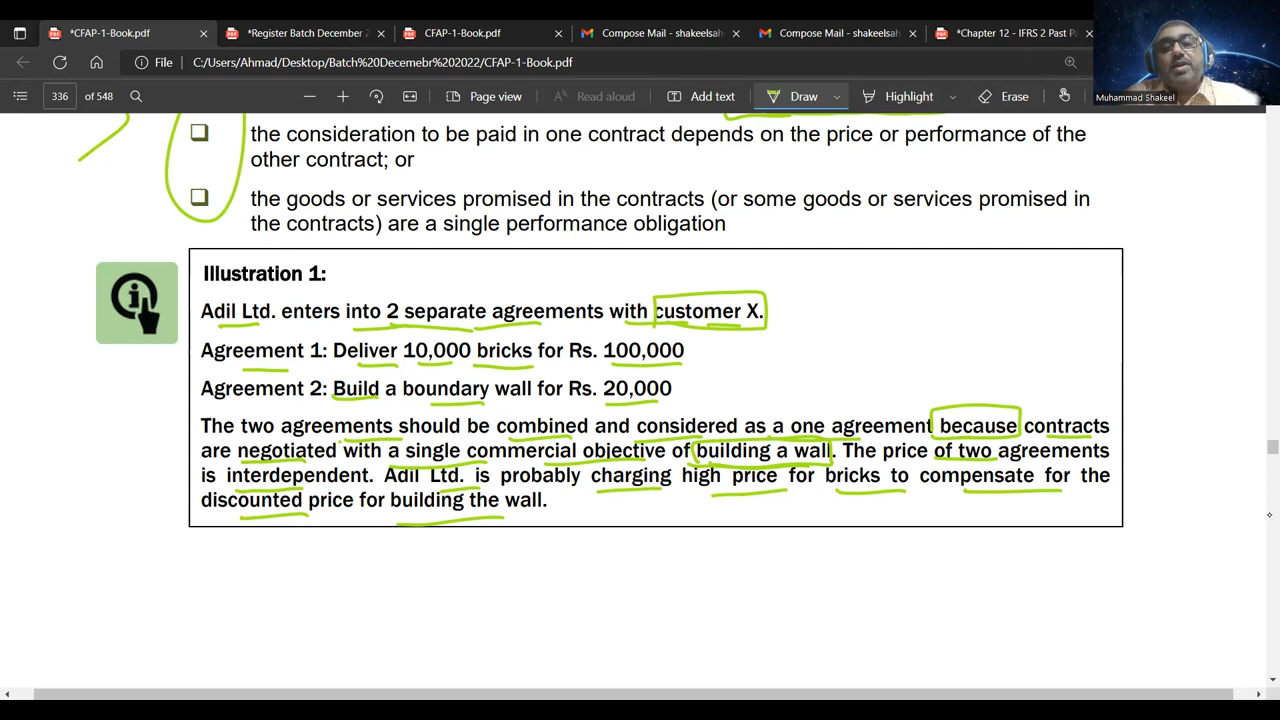 *CFAP-1-Book.pdf
*Register Batch December 2
CFAP-1-Book.pdf
Compose Mail - shakeelsah
Compose Mail - shakeelsah
*Chapter 12 - IFRS 2 Past Pa
File
C:/Users/Ahmad/Desktop/Batch%20Decemebr%202022/CFAP-1-Book.pdf
336 of 548
Page view
Read aloud
Add text
Draw
Highlight
Erase
Muhammad Shakeel
the consideration to be paid in one contract depends on the price or performance of the
other contract; or
the goods or services promised in the contracts (or some goods or services promised in
the contracts) are a single performance obligation
Illustration 1:
Adil Ltd. enters into 2 separate agreements with customer X.
Agreement 1: Deliver 10,000 bricks for Rs. 100,000
Agreement 2: Build a boundary wall for Rs. 20,000
The two agreements should be combined and considered as a one agreement because contracts
are negotiated with a single commercial objective of building a wall. The price of two agreements
is interdependent. Adil Ltd. is probably charging high price for bricks to compensate for the
discounted price for building the wall.